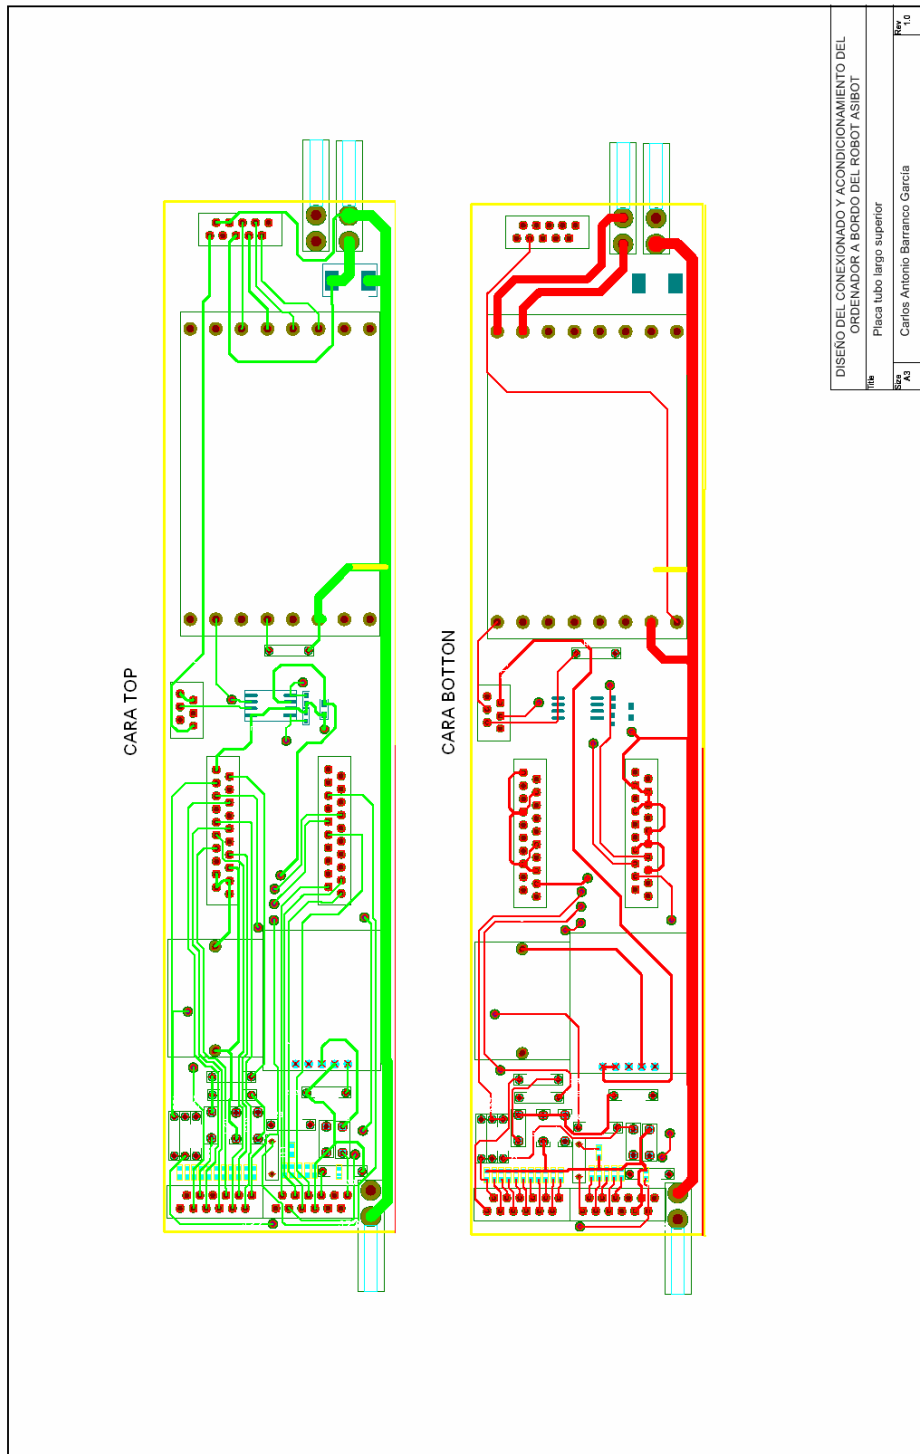 CARA TOP
CARA BOTTON
DISEÑO DEL CONEXIONADO Y ACONDICIONAMIENTO DEL
ORDENADOR A BORDO DEL ROBOT ASIBOT
Title
Placa tubo largo superior
Size
A3
Carlos Antonio Barranco García
Rev
1.0